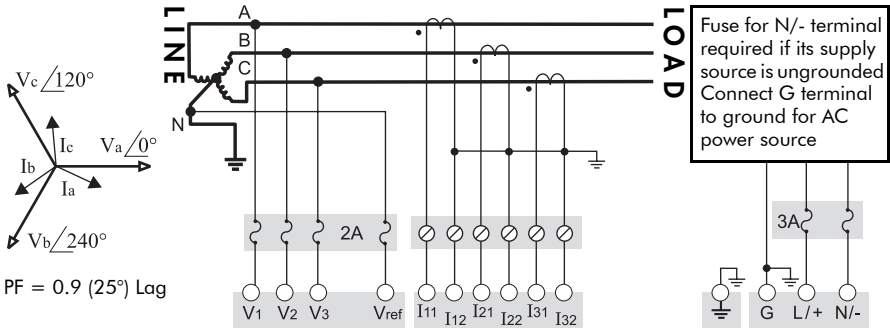 LINE
A
B
C
N
LOAD
Fuse for N/- terminal
required if its supply
source is ungrounded
Connect G terminal
to ground for AC
power source
Vc/120°
Va/0°
Ic
Ib
Ia
Vb/240°
PF = 0.9 (25°) Lag
2A
3A
V1 V2 V3 Vref I11 I12 I21 I22 I31 I32 G L/+ N/-